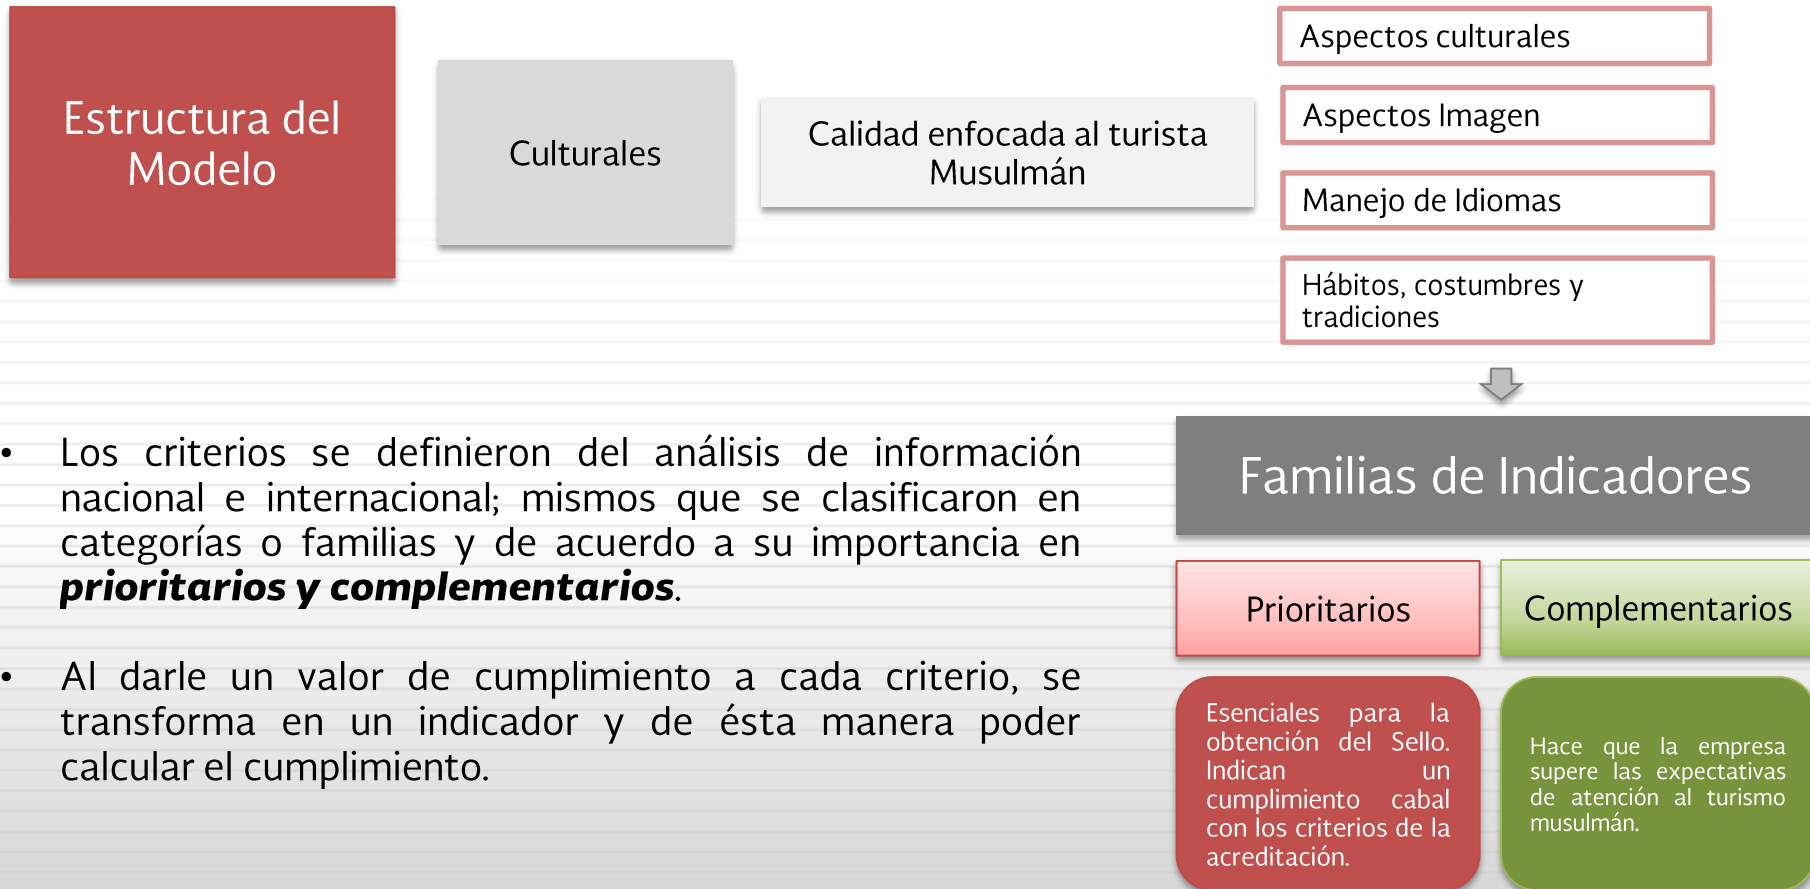 Estructura del
Modelo
Culturales
Calidad enfocada al turista
Musulmán
Aspectos culturales
Aspectos Imagen
Manejo de Idiomas
Hábitos, costumbres y
tradiciones
• Los criterios se definieron del análisis de información
nacional e internacional; mismos que se clasificaron en
categorías o familias y de acuerdo a su importancia en
prioritarios y complementarios.
• Al darle un valor de cumplimiento a cada criterio, se
transforma en un indicador y de ésta manera poder
calcular el cumplimiento.
Familias de Indicadores
Prioritarios
Esenciales para la
obtención del Sello.
Indican un
cumplimiento cabal
con los criterios de la
acreditación.
Complementarios
Hace que la empresa
supere las expectativas
de atención al turismo
musulmán.